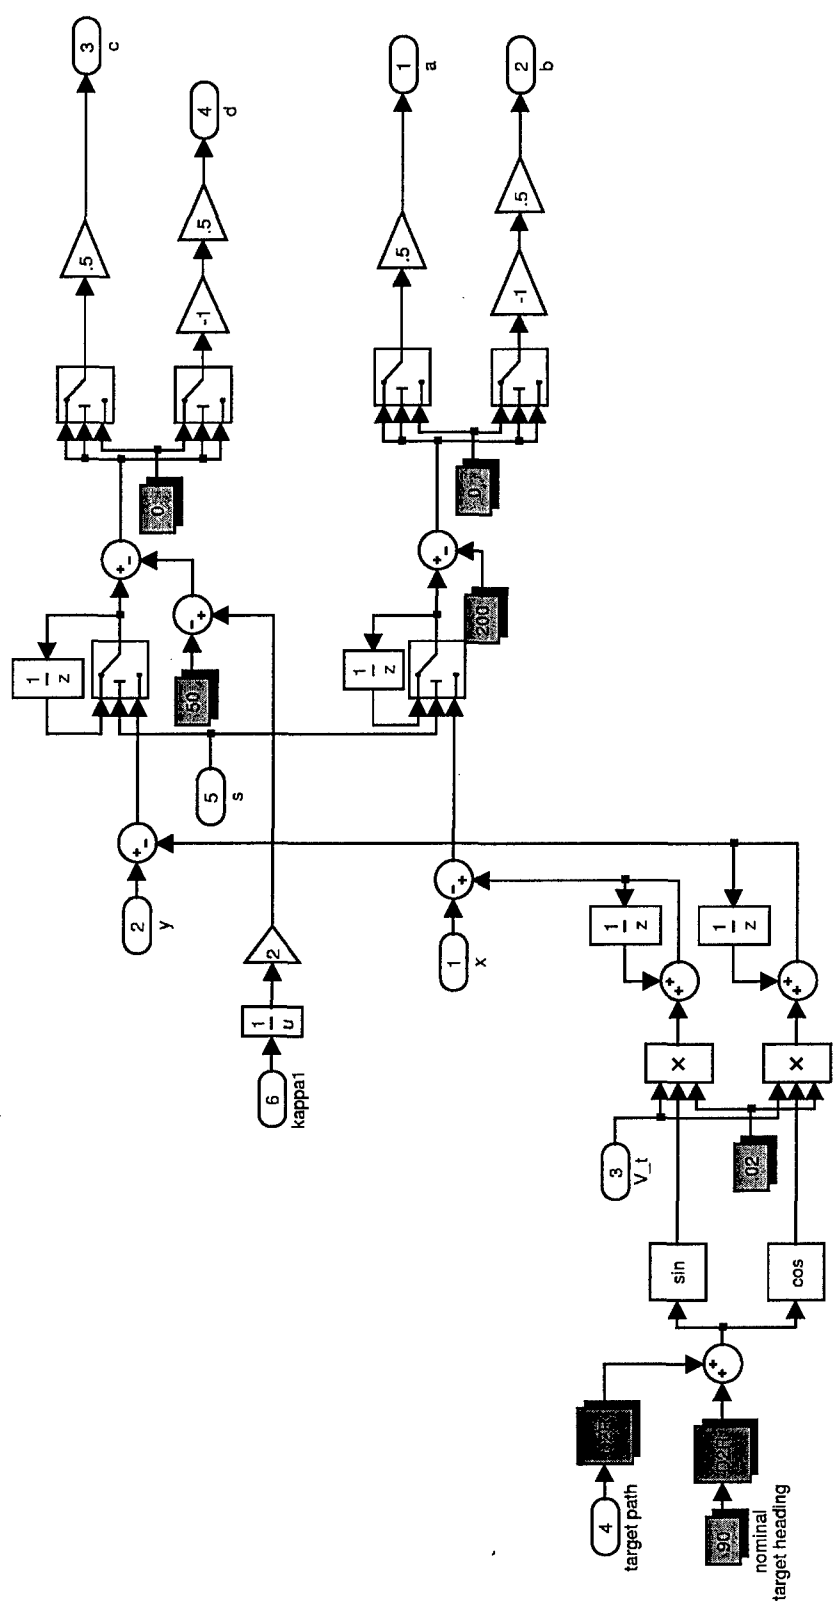 3
c
4
d
1
a
2
b
.5
.5
-1
.5
.5
-1
0
0
+
-
+
-
1
z
-
+
50
1
z
200
5
s
+
-
2
y
2
-
+
1
x
1
u
6
kappa1
1
z
1
z
+
+
+
+
×
×
3
V_t
.02
sin
cos
+
+
4
target path
90
nominal
target heading